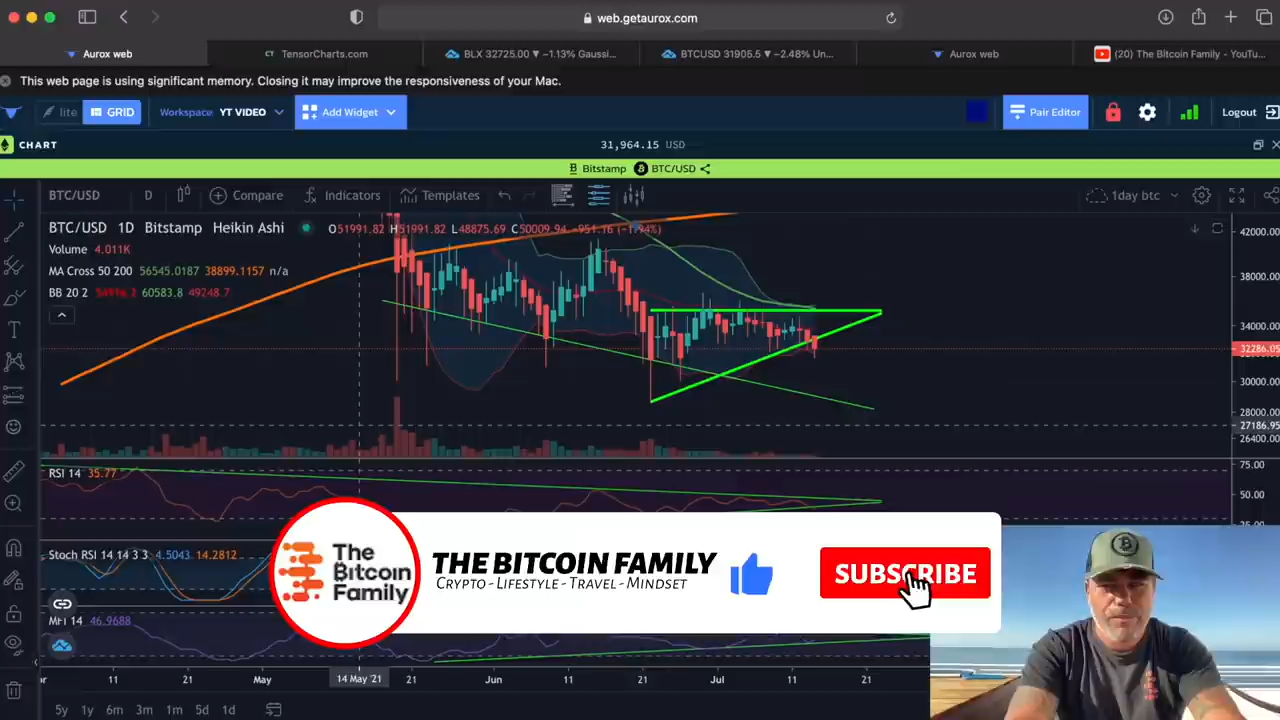 web.getaurox.com
Aurox web
TensorCharts.com
BLX 32725.00 ▼ −1.13% Gaussi...
BTCUSD 31905.5 ▼ −2.48% Un...
Aurox web
(20) The Bitcoin Family - YouTu...
This web page is using significant memory. Closing it may improve the responsiveness of your Mac.
lite
GRID
Workspace: YT VIDEO
Add Widget
Pair Editor
Logout
CHART
31,964.15 USD
Bitstamp BTC/USD
BTC/USD D Compare Indicators Templates
1day btc
BTC/USD 1D Bitstamp Heikin Ashi O51991.82 H51991.82 L48875.69 C50009.94 −951.16 (−1.94%)
Volume 4.011K
MA Cross 50 200 56545.0187 38899.1157 n/a
BB 20 2 60583.8 49248.7
42000.00
38000.00
34000.00
32286.05
30000.00
28000.00
27186.95
26400.00
RSI 14 35.77
75.00
50.00
25.00
Stoch RSI 14 14 3 3 4.5043 14.2812
MFI 14 46.9688
The
Bitcoin
Family
THE BITCOIN FAMILY
CRYPTO - LIFESTYLE - TRAVEL - MINDSET
SUBSCRIBE
11 21 May 14 May '21 21 Jun 11 21 Jul 11 21
5y 1y 6m 3m 1m 5d 1d